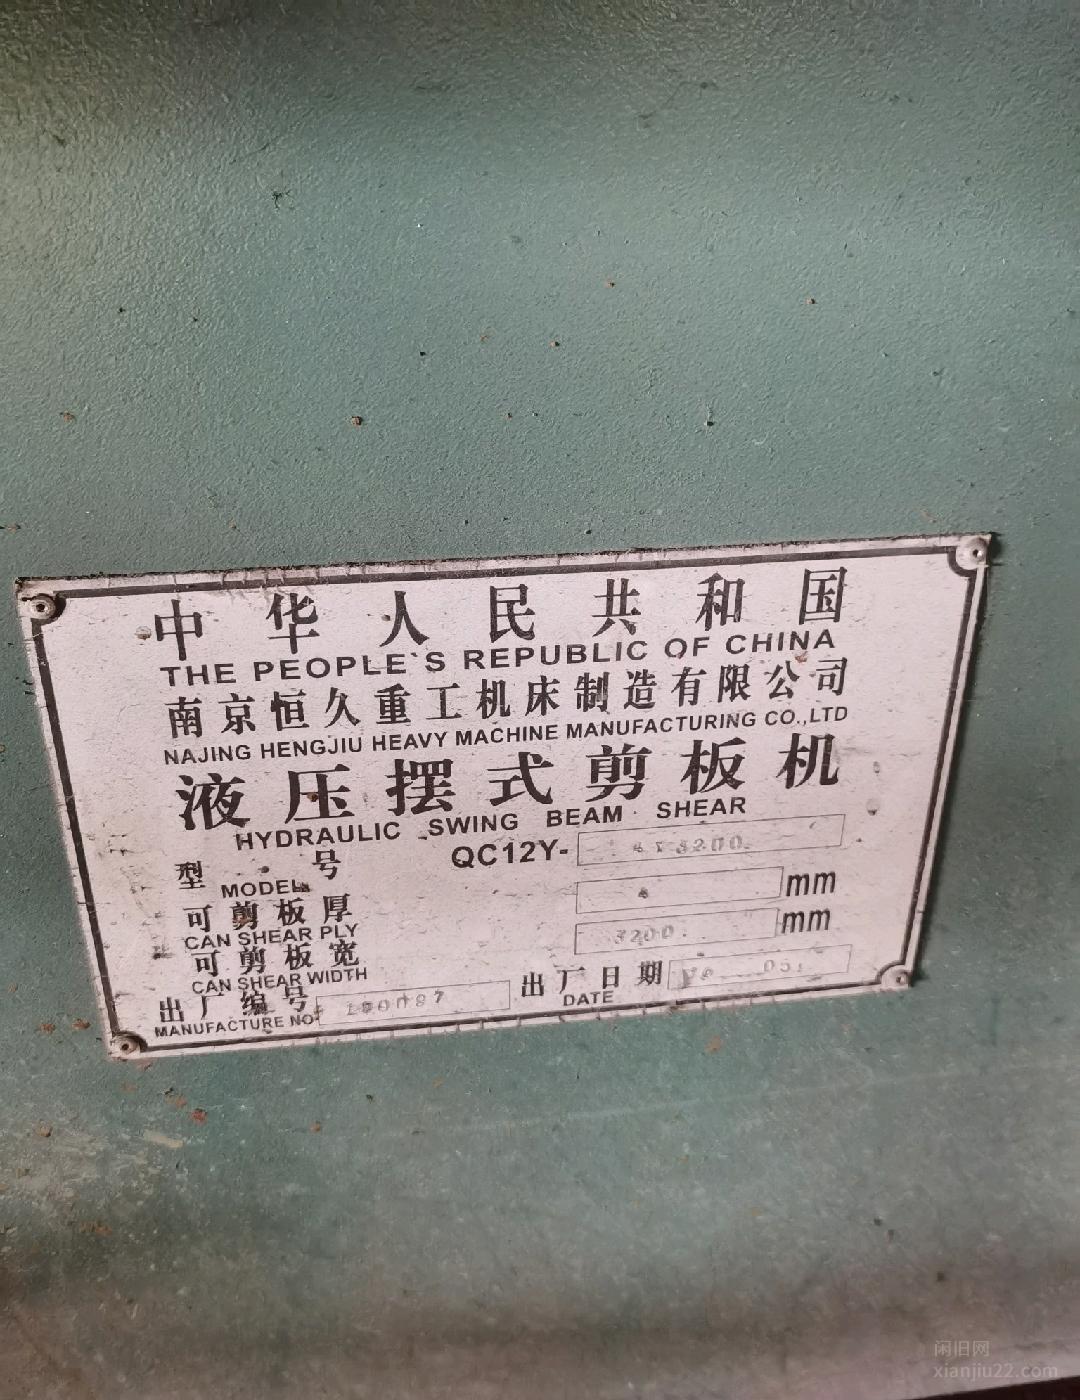 中华人民共和国
THE PEOPLE`S REPUBLIC OF CHINA
南京恒久重工机床制造有限公司
NAJING HENGJIU HEAVY MACHINE MANUFACTURING CO.,LTD
液压摆式剪板机
HYDRAULIC SWING BEAM SHEAR
型号 QC12Y-
MODEL
可剪板厚 mm
CAN SHEAR PLY
可剪板宽 3200 mm
CAN SHEAR WIDTH
出厂编号 出厂日期
MANUFACTURE NO DATE
闲旧网
xianjiu22.com